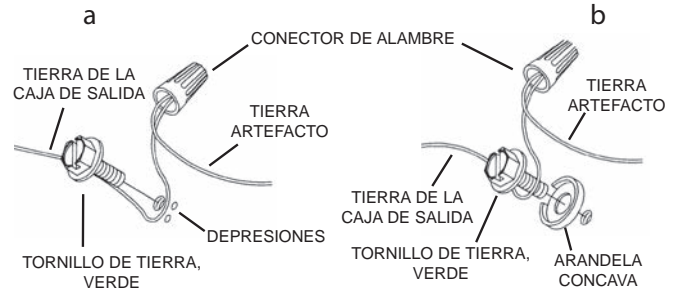 a
CONECTOR DE ALAMBRE
TIERRA DE LA
CAJA DE SALIDA
TIERRA
ARTEFACTO
DEPRESIONES
TORNILLO DE TIERRA,
VERDE
b
TIERRA
ARTEFACTO
TIERRA DE LA
CAJA DE SALIDA
TORNILLO DE TIERRA,
VERDE
ARANDELA
CONCAVA